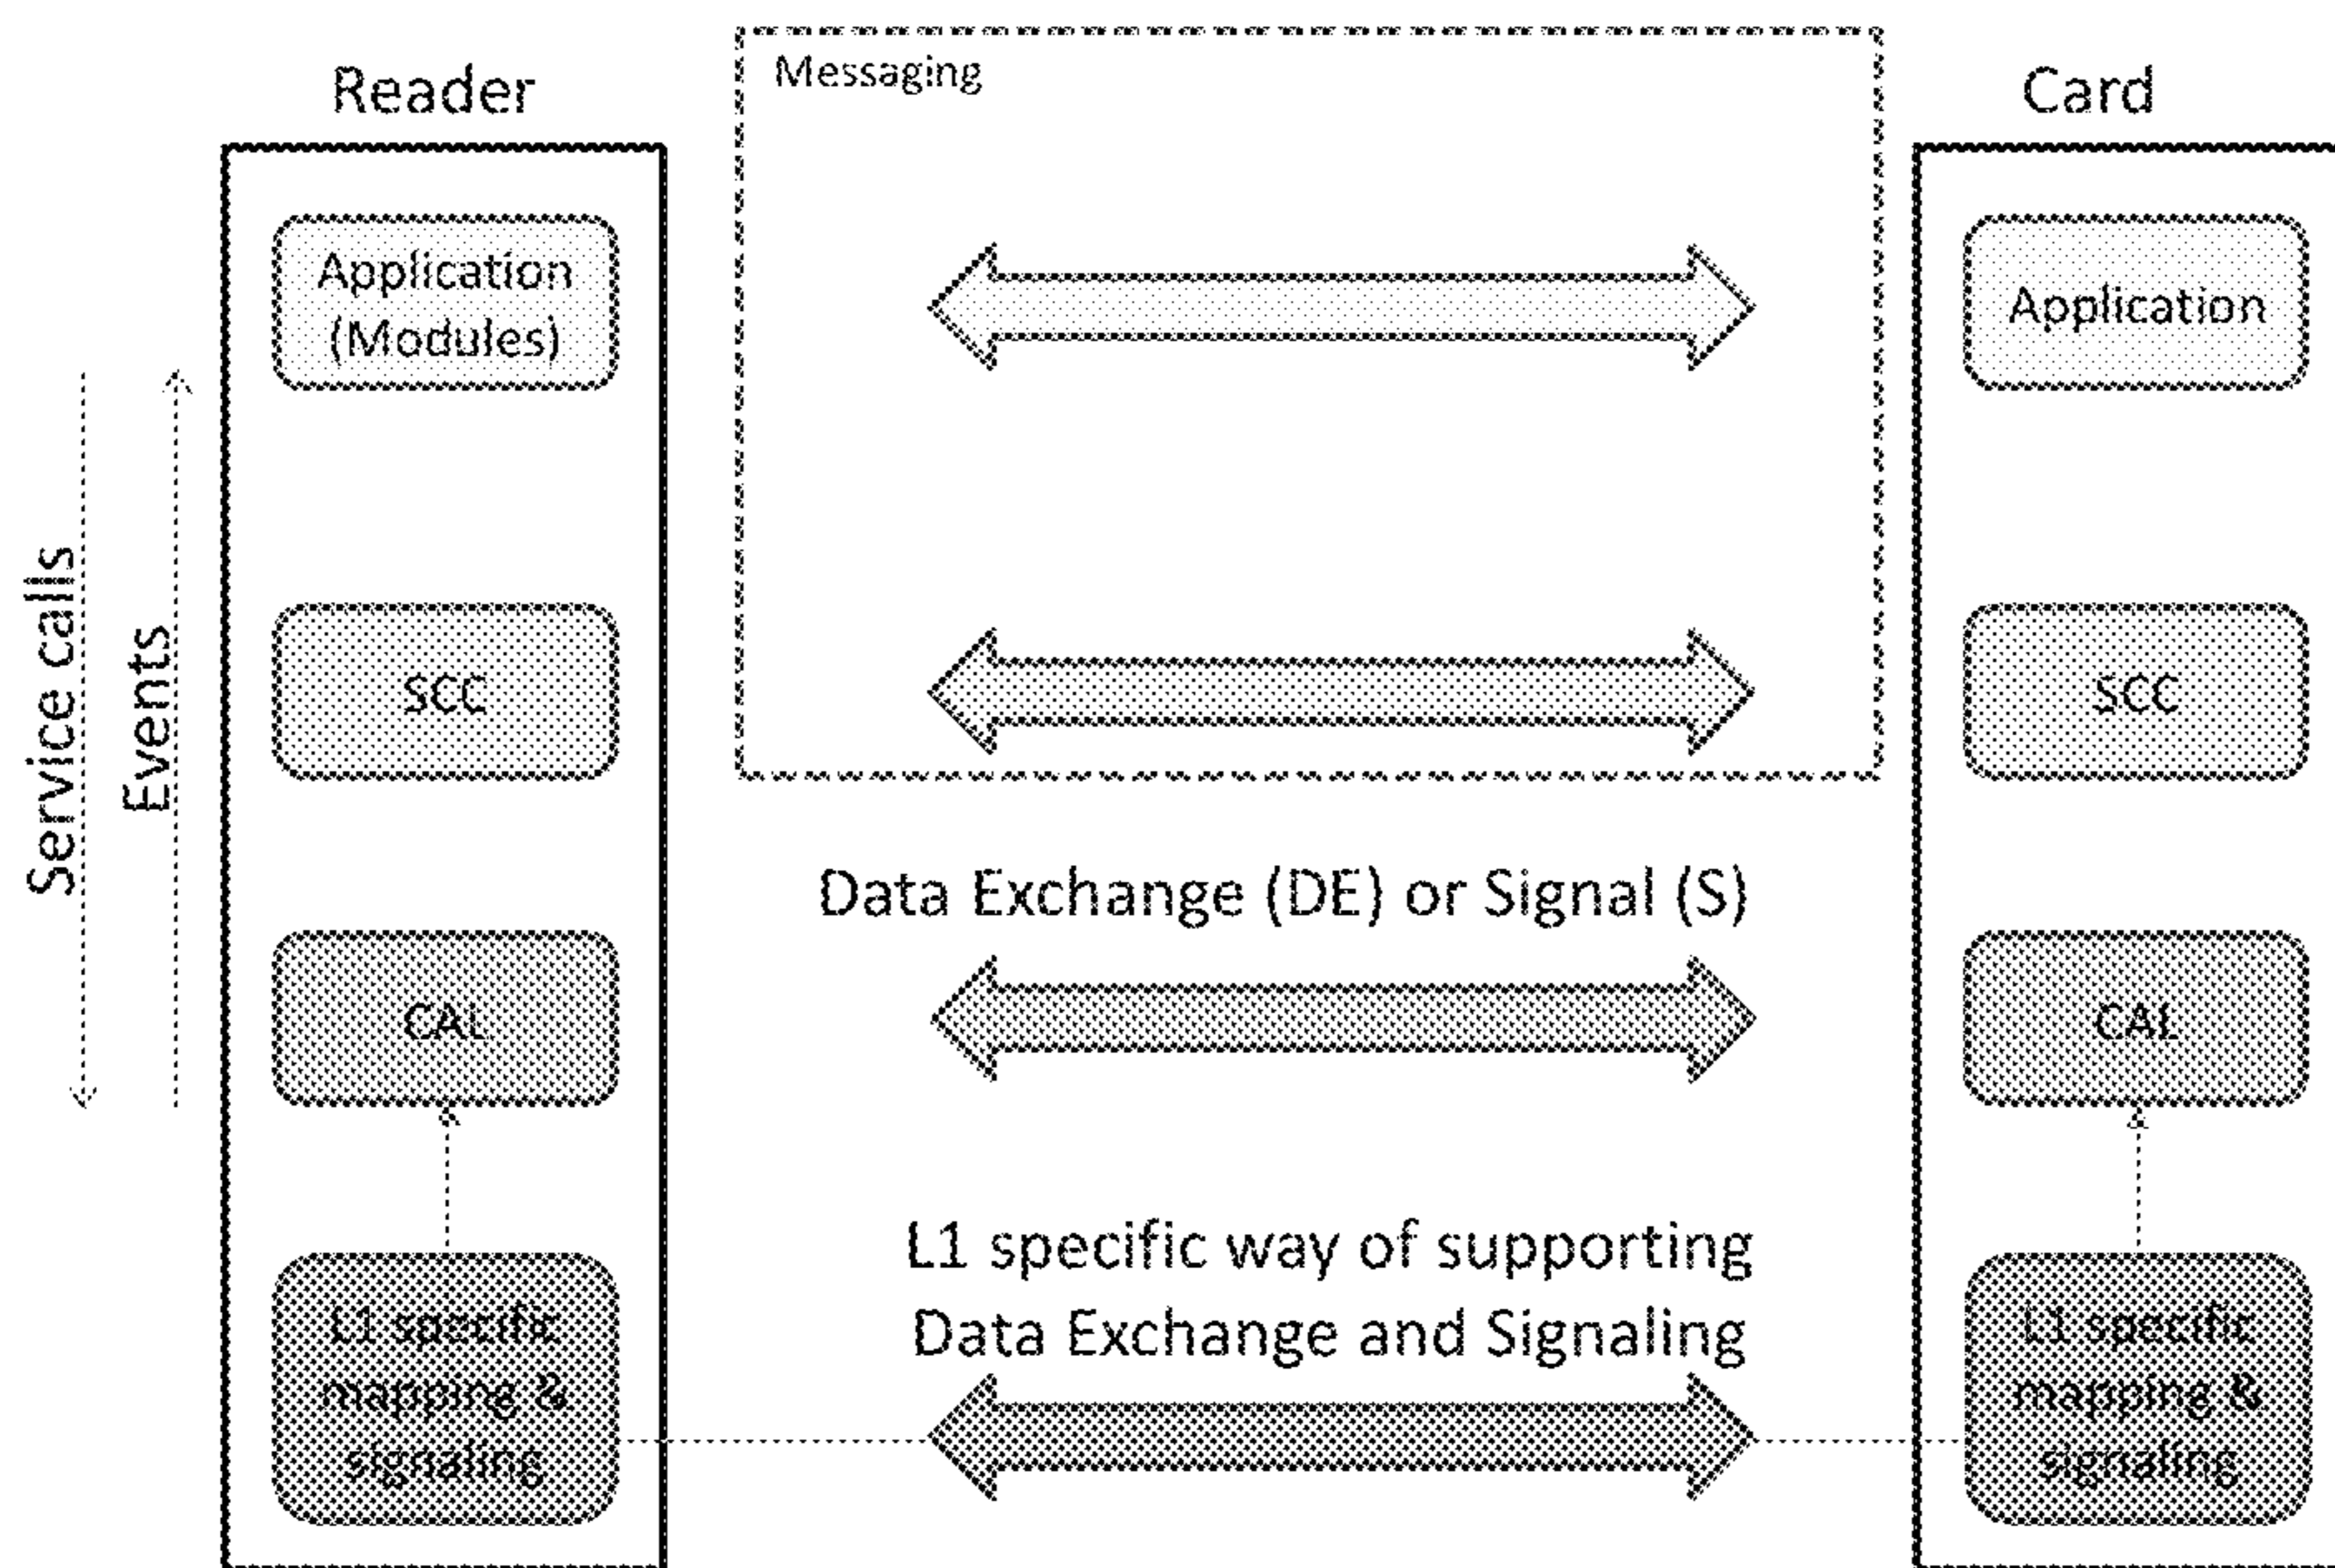 Reader
Messaging
Card
Application
(Modules)
Application
Service calls
Events
SCC
SCC
Data Exchange (DE) or Signal (S)
CAL
CAL
L1 specific way of supporting
Data Exchange and Signaling
L1 specific
mapping &
signaling
L1 specific
mapping &
signaling